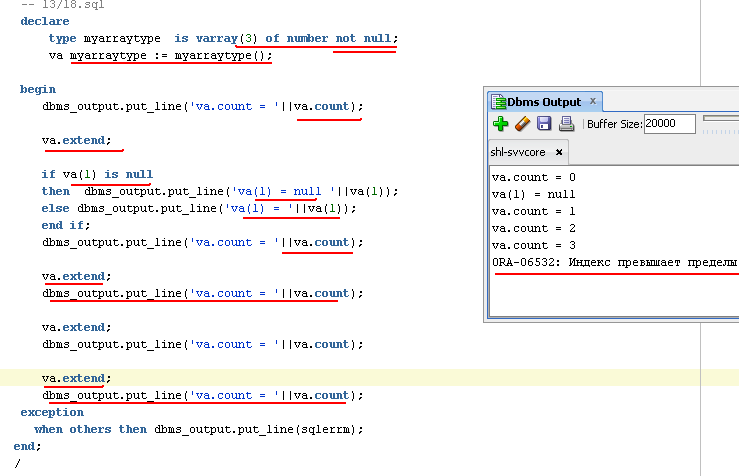 -- 13/18.sql
declare
type myarraytype is varray(3) of number not null;
va myarraytype := myarraytype();
begin
dbms_output.put_line('va.count = '||va.count);
va.extend;
if va(1) is null
then dbms_output.put_line('va(1) = null '||va(1));
else dbms_output.put_line('va(1) = '||va(1));
end if;
dbms_output.put_line('va.count = '||va.count);
va.extend;
dbms_output.put_line('va.count = '||va.count);
va.extend;
dbms_output.put_line('va.count = '||va.count);
va.extend;
dbms_output.put_line('va.count = '||va.count);
exception
when others then dbms_output.put_line(sqlerrm);
end;
/
Dbms Output x
Buffer Size: 20000
shl-svvcore x
va.count = 0
va(1) = null
va.count = 1
va.count = 2
va.count = 3
ORA-06532: Индекс превышает пределы